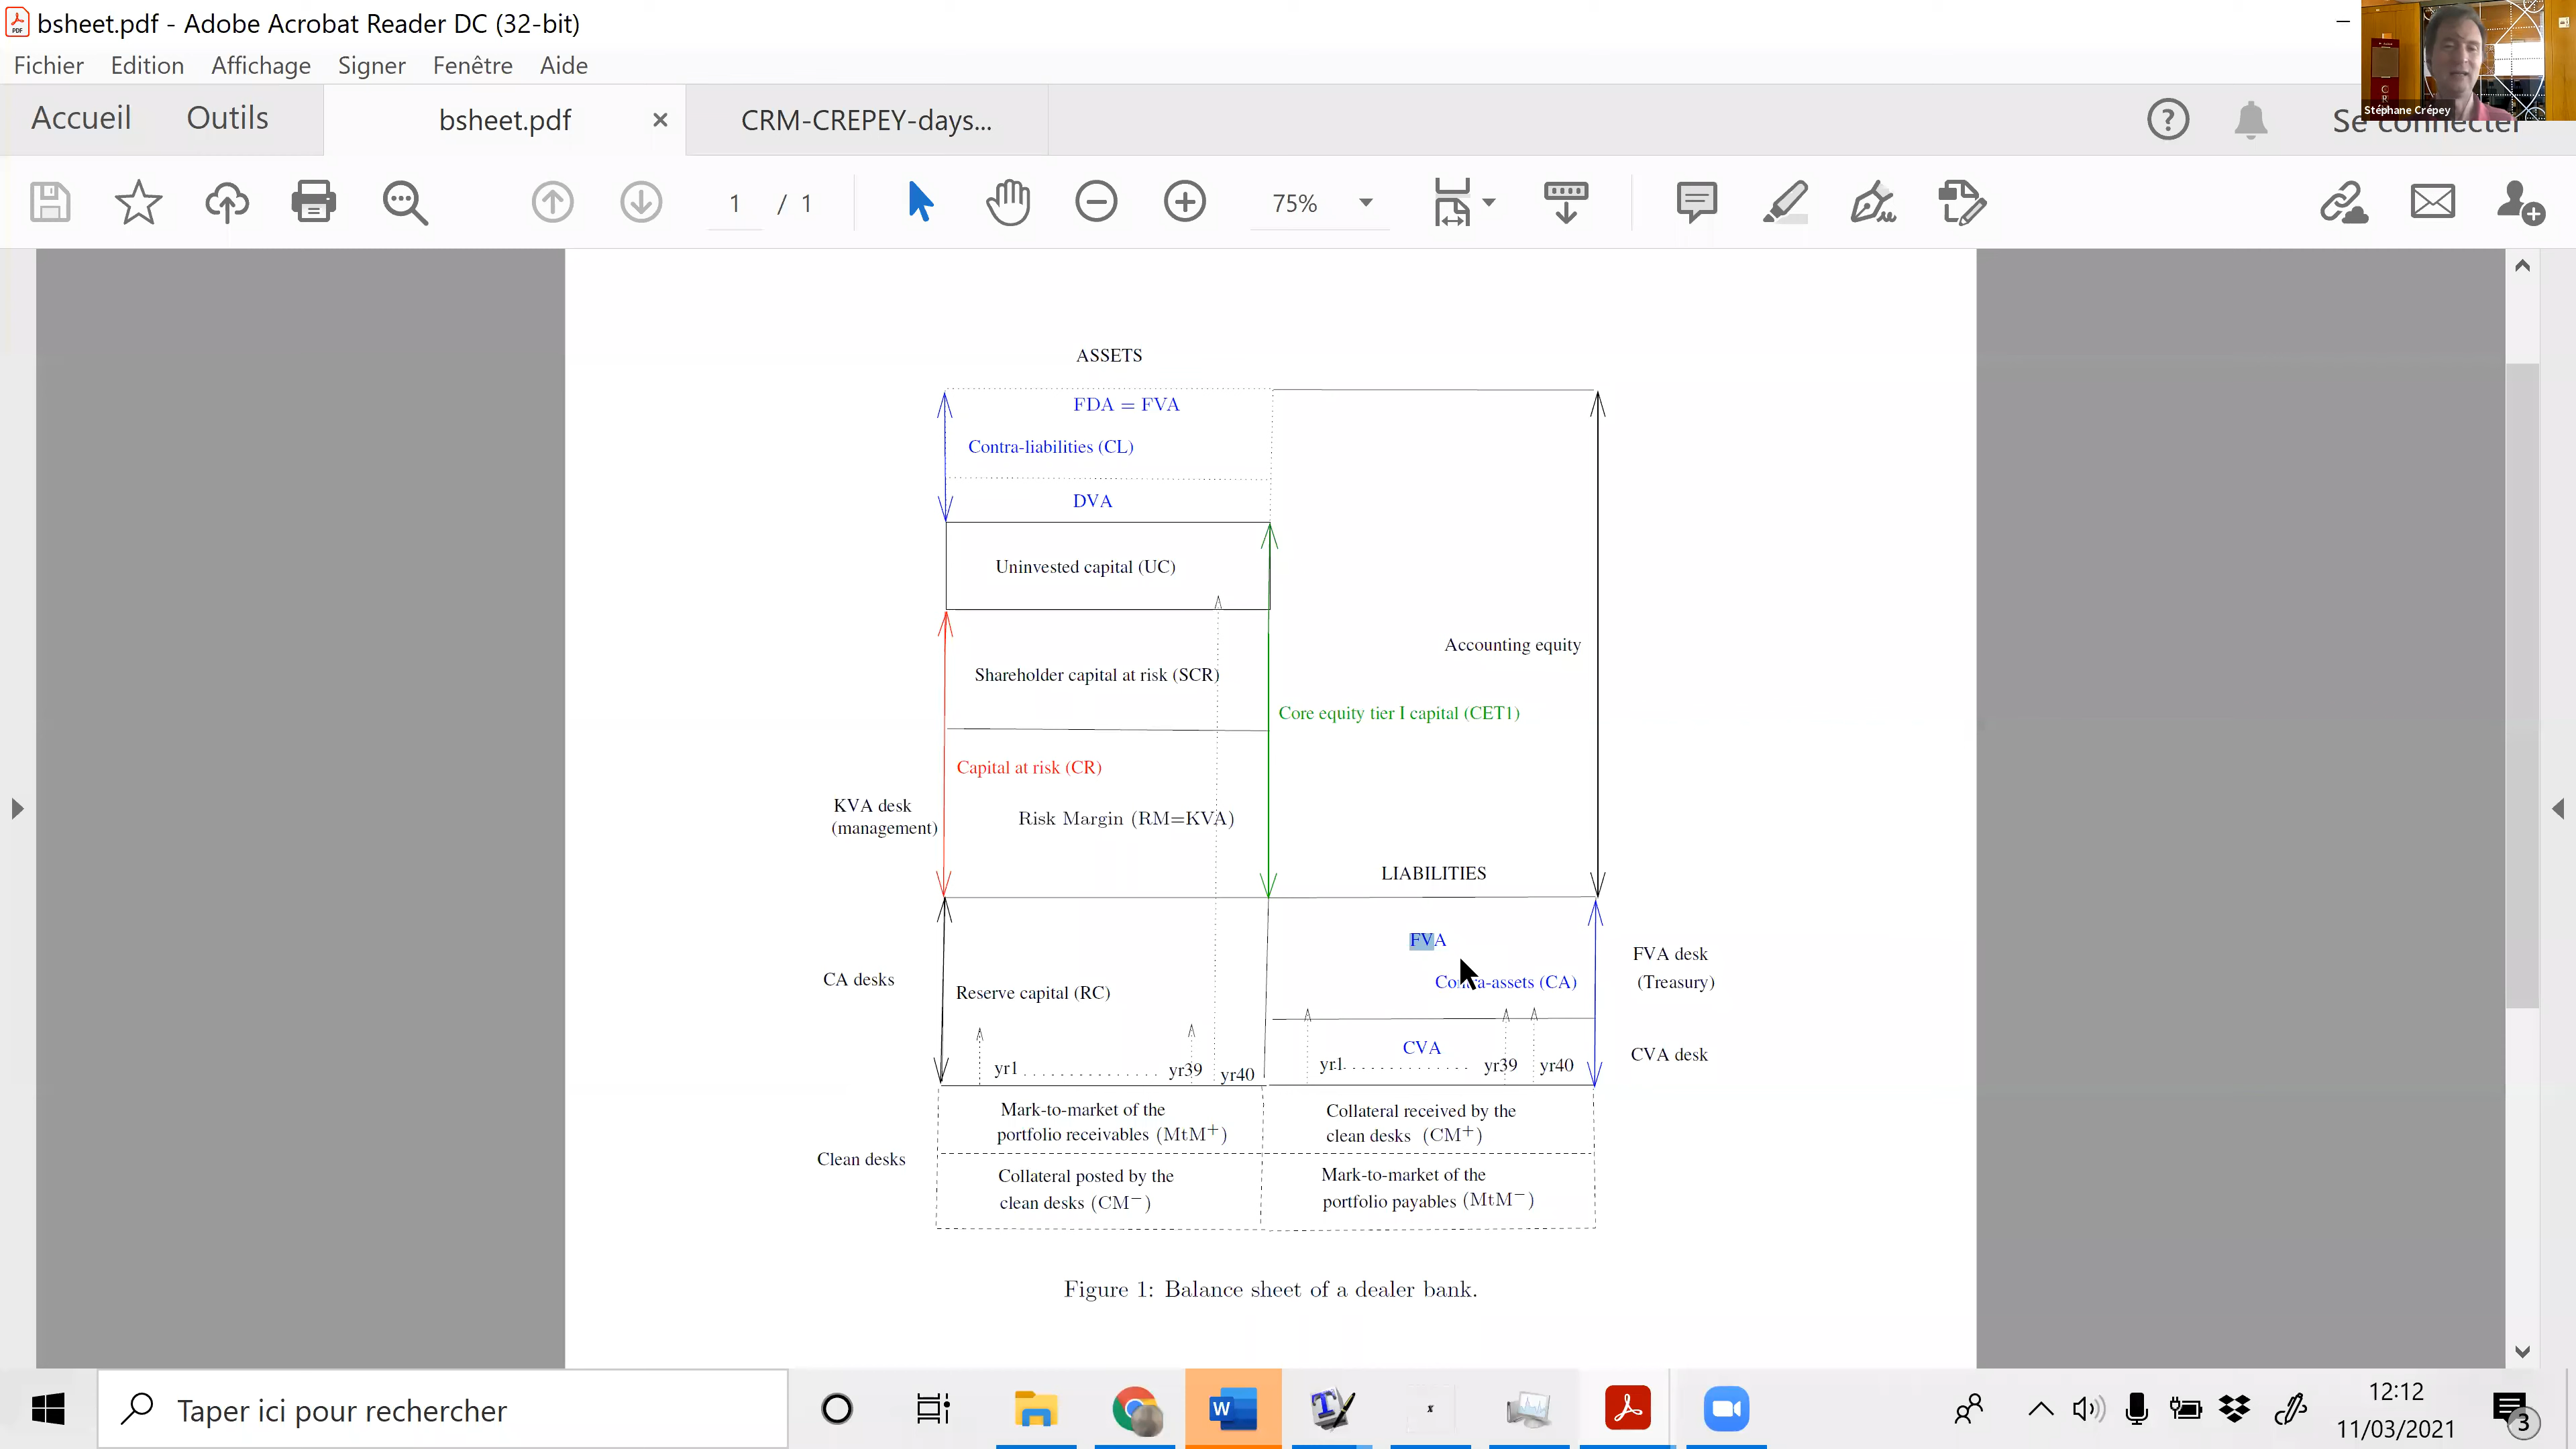 bsheet.pdf - Adobe Acrobat Reader DC (32-bit)
Fichier Edition Affichage Signer Fenêtre Aide
Accueil Outils bsheet.pdf × CRM-CREPEY-days... Se connecter
Stéphane Crépey
1 / 1 75%
ASSETS
FDA = FVA
Contra-liabilities (CL)
DVA
Uninvested capital (UC)
Accounting equity
Shareholder capital at risk (SCR)
Core equity tier I capital (CET1)
Capital at risk (CR)
KVA desk
(management)
Risk Margin (RM=KVA)
LIABILITIES
FVA
FVA desk
(Treasury)
CA desks
Contra-assets (CA)
Reserve capital (RC)
CVA
CVA desk
yr1 . . . . . . . . . . . . . yr39 yr40
yr1. . . . . . . . . . . yr39 yr40
Mark-to-market of the
portfolio receivables (MtM+)
Collateral received by the
clean desks (CM+)
Clean desks
Collateral posted by the
clean desks (CM−)
Mark-to-market of the
portfolio payables (MtM−)
Figure 1: Balance sheet of a dealer bank.
Taper ici pour rechercher
12:12
11/03/2021
3